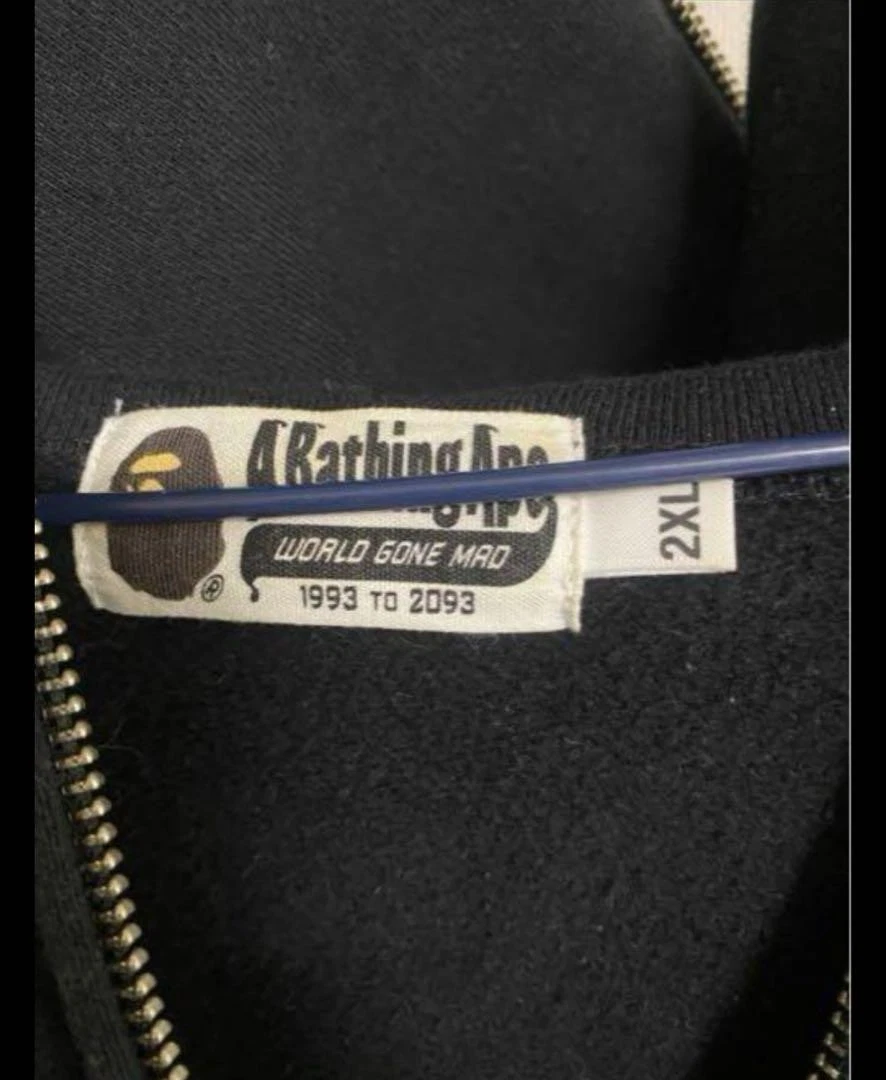 A Bathing Ape
®
WORLD GONE MAD
1993 TO 2093
2XL